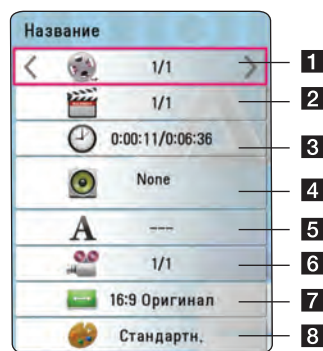 Название
1/1
1
1/1
2
0:00:11/0:06:36
3
None
4
A
---
5
1/1
6
16:9 Оригинал
7
Стандартн.
8